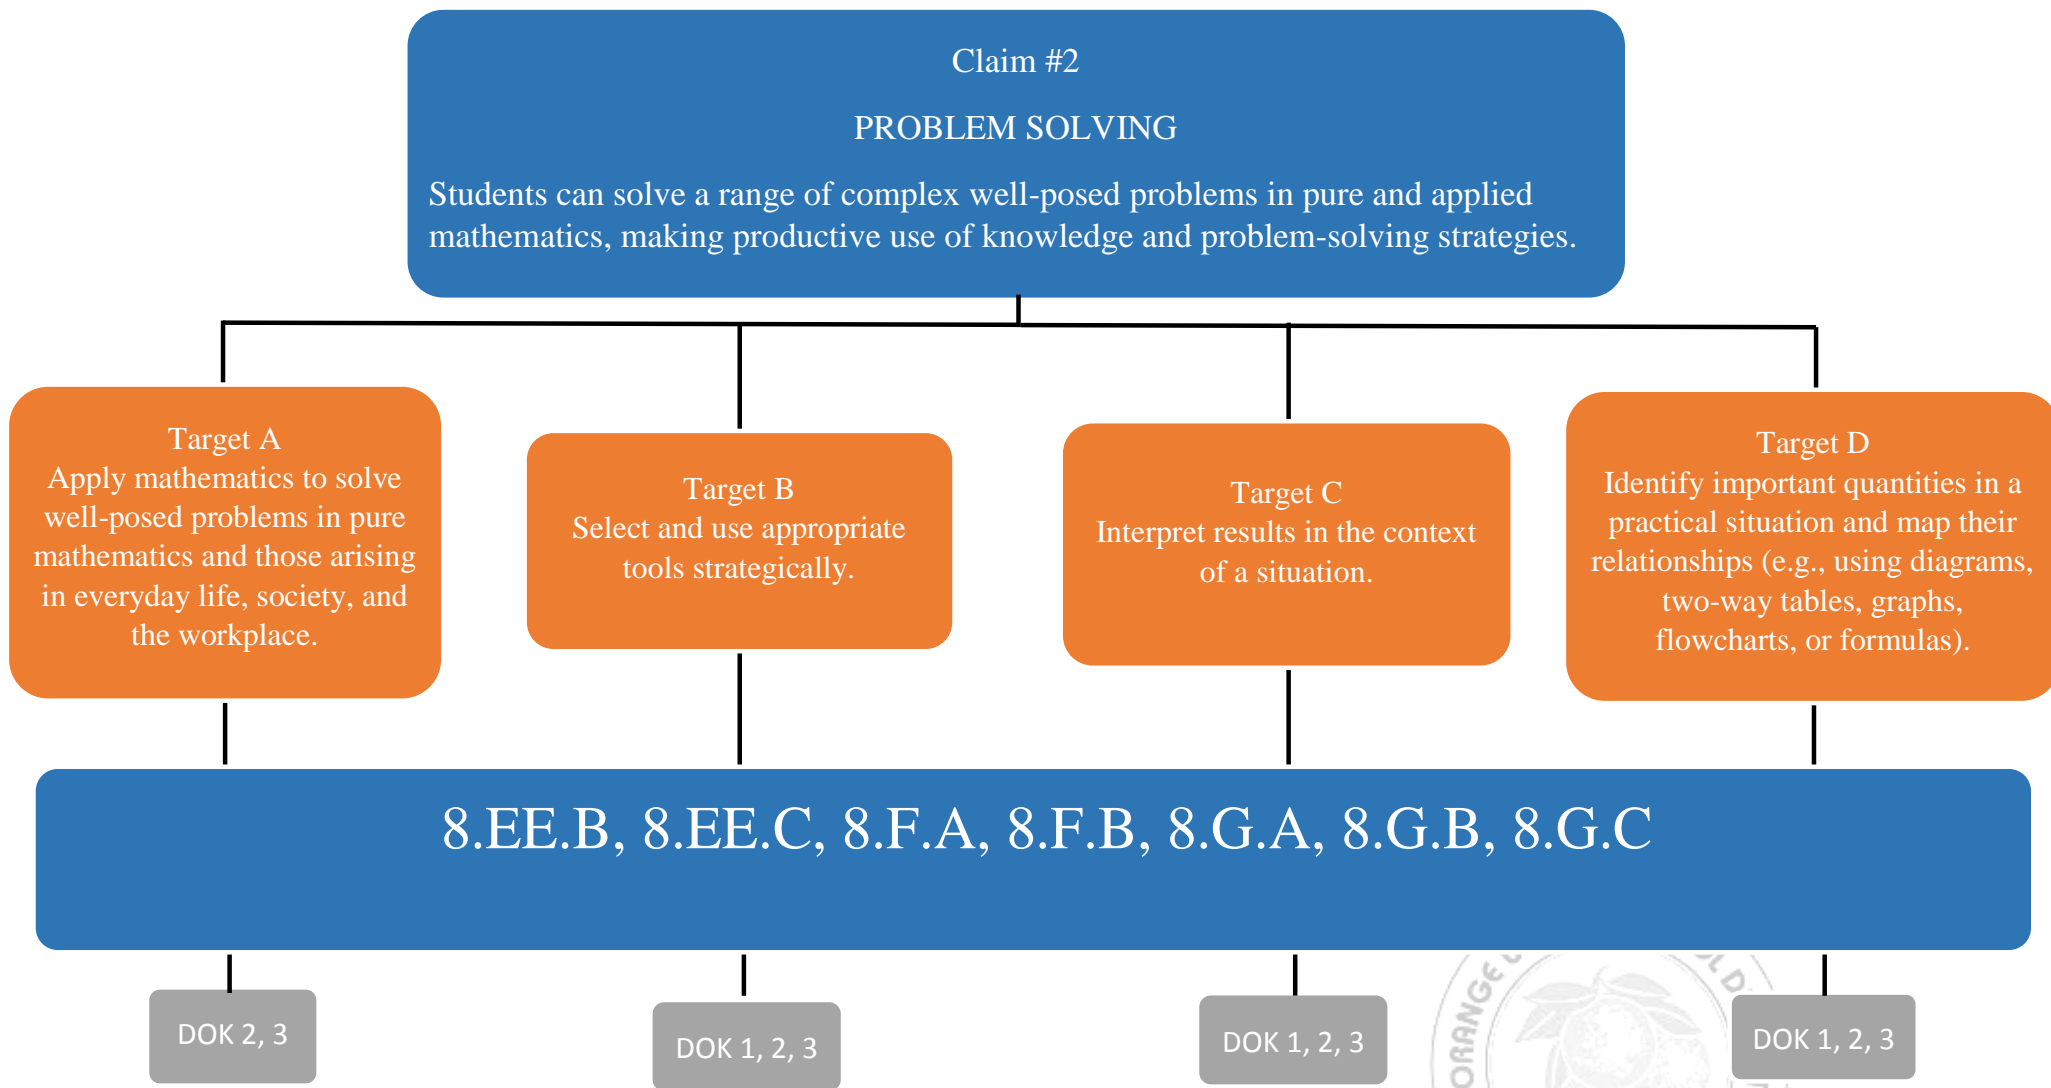 Claim #2
PROBLEM SOLVING
Students can solve a range of complex well-posed problems in pure and applied
mathematics, making productive use of knowledge and problem-solving strategies.
Target A
Apply mathematics to solve
well-posed problems in pure
mathematics and those arising
in everyday life, society, and
the workplace.
Target B
Select and use appropriate
tools strategically.
Target C
Interpret results in the context
of a situation.
Target D
Identify important quantities in a
practical situation and map their
relationships (e.g., using diagrams,
two-way tables, graphs,
flowcharts, or formulas).
8.EE.B, 8.EE.C, 8.F.A, 8.F.B, 8.G.A, 8.G.B, 8.G.C
DOK 2, 3
DOK 1, 2, 3
DOK 1, 2, 3
DOK 1, 2, 3
ORANGE